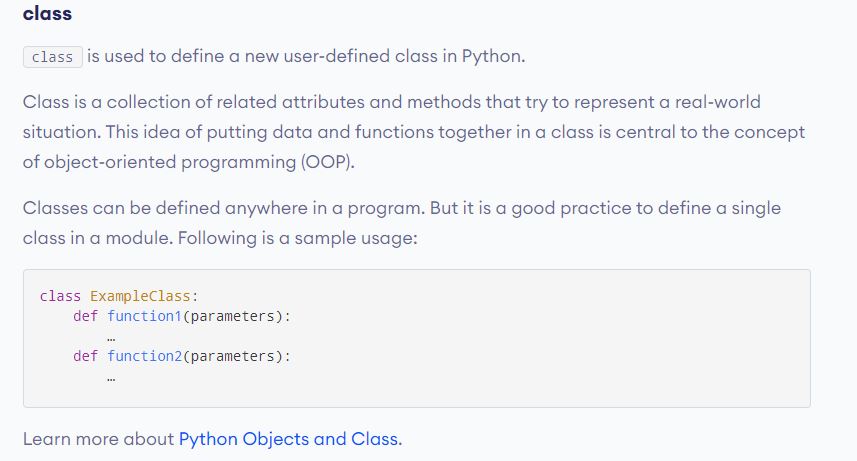 class
class is used to define a new user-defined class in Python.
Class is a collection of related attributes and methods that try to represent a real-world
situation. This idea of putting data and functions together in a class is central to the concept
of object-oriented programming (OOP).
Classes can be defined anywhere in a program. But it is a good practice to define a single
class in a module. Following is a sample usage:
class ExampleClass:
    def function1(parameters):
        …
    def function2(parameters):
        …
Learn more about Python Objects and Class.